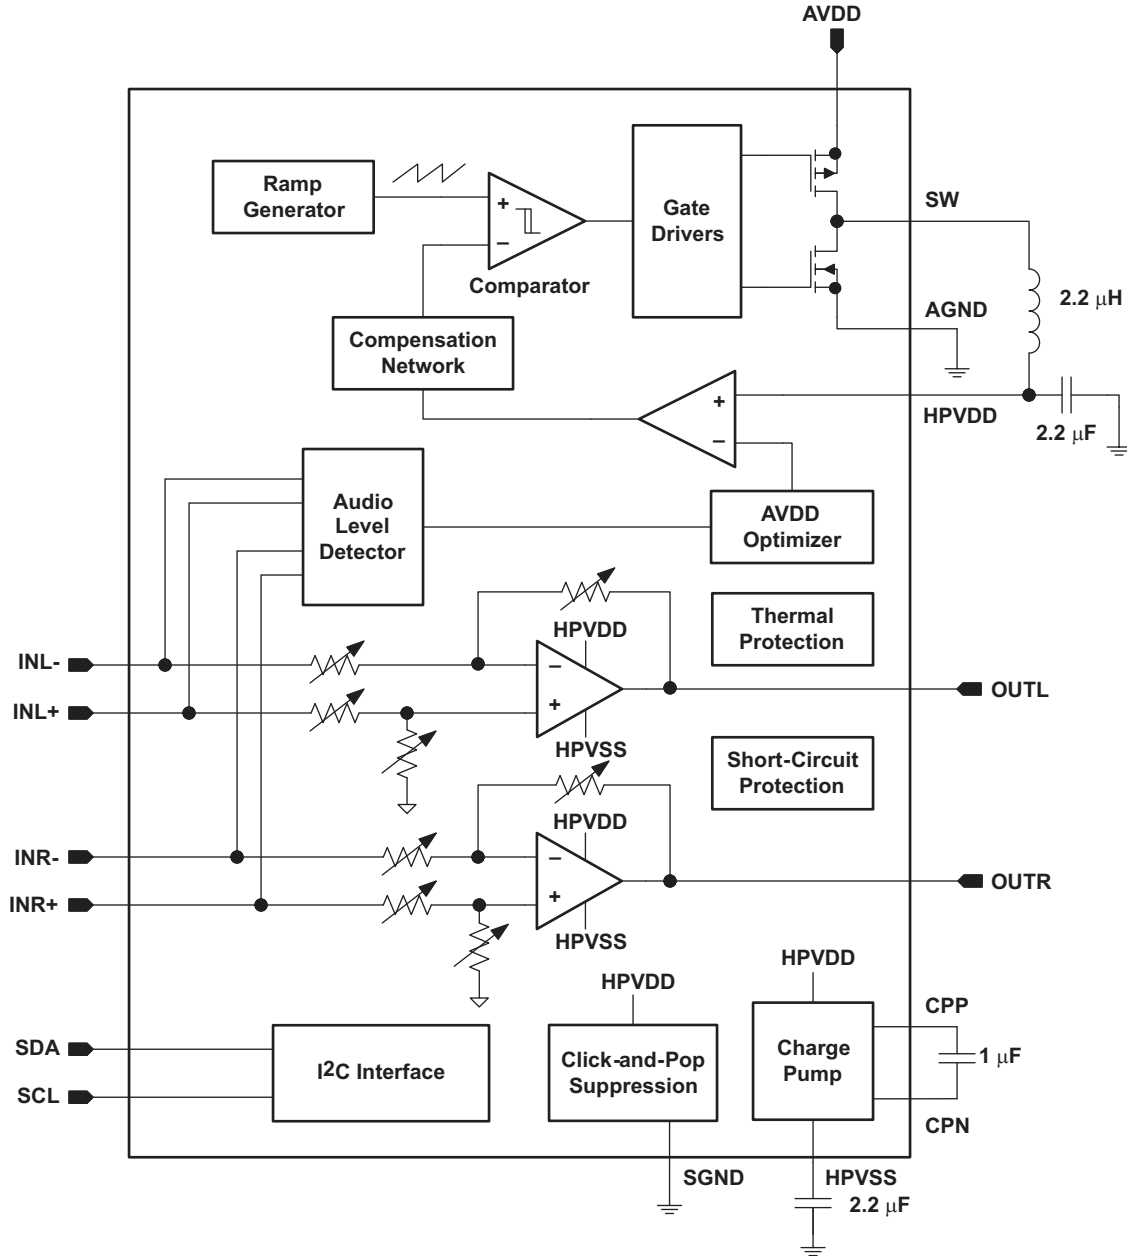 AVDD
Ramp
Generator
+
−
Comparator
Gate
Drivers
SW
2.2 μH
AGND
Compensation
Network
HPVDD
2.2 μF
+
−
Audio
Level
Detector
AVDD
Optimizer
Thermal
Protection
HPVDD
INL-
−
OUTL
INL+
+
HPVSS
Short-Circuit
Protection
HPVDD
INR-
−
OUTR
INR+
+
HPVSS
HPVDD
HPVDD
CPP
SDA
I2C Interface
SCL
Click-and-Pop
Suppression
Charge
Pump
1 μF
CPN
SGND
HPVSS
2.2 μF